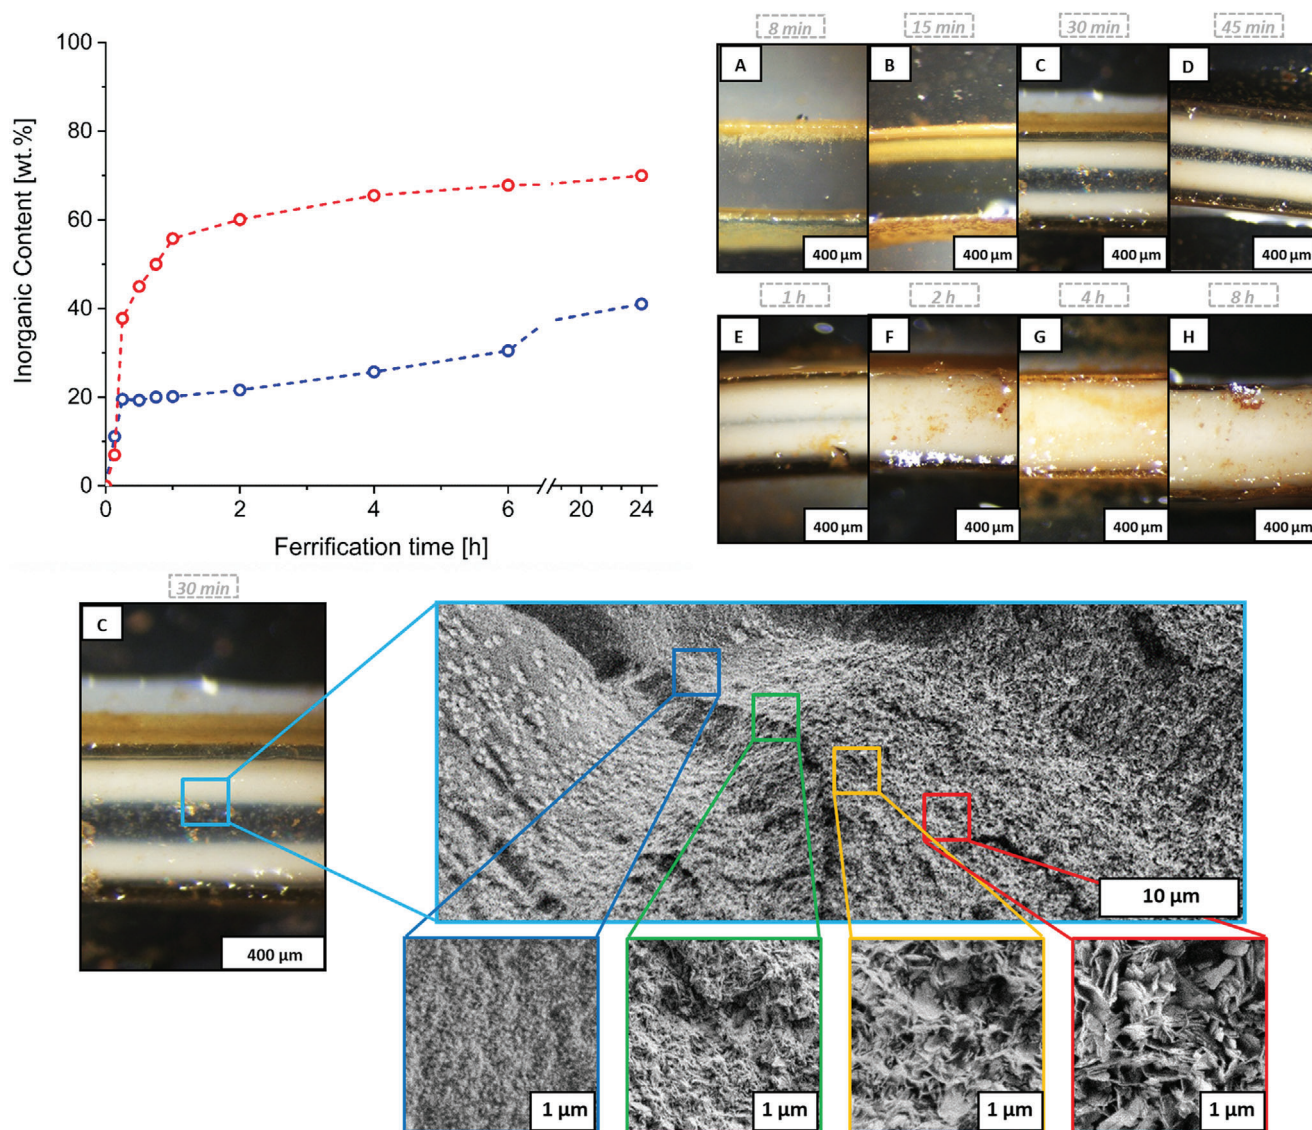 100
80
60
40
20
0
Inorganic Content [wt.%]
0 2 4 6 20 24
Ferrification time [h]
8 min 15 min 30 min 45 min
A B C D
400 µm 400 µm 400 µm 400 µm
1 h 2 h 4 h 8 h
E F G H
400 µm 400 µm 400 µm 400 µm
30 min
C
400 µm
10 µm
1 µm 1 µm 1 µm 1 µm